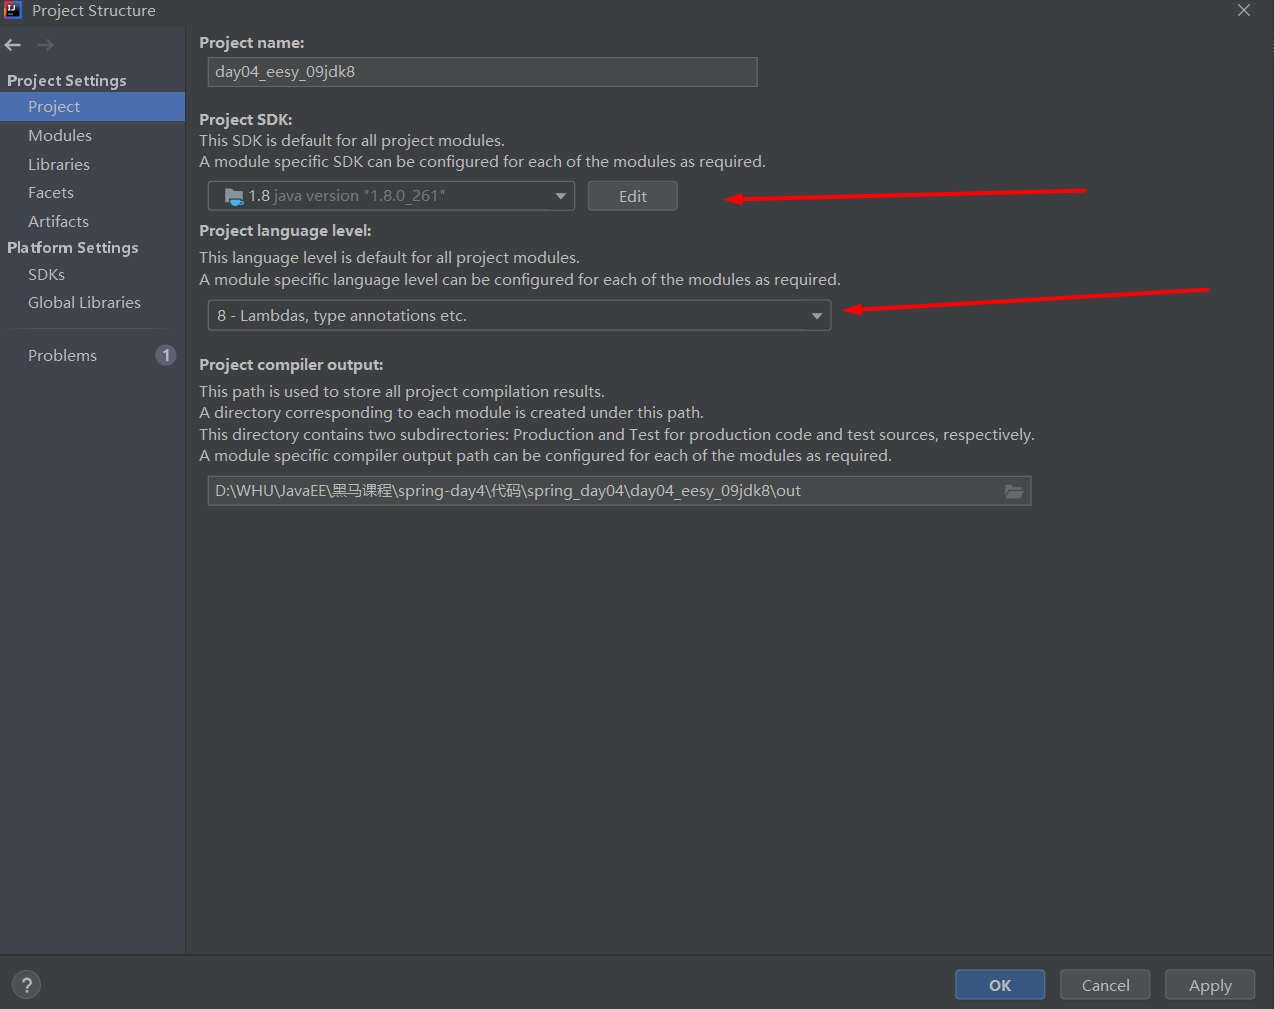 Project Structure
Project Settings
Project
Modules
Libraries
Facets
Artifacts
Platform Settings
SDKs
Global Libraries
Problems 1
Project name:
day04_eesy_09jdk8
Project SDK:
This SDK is default for all project modules.
A module specific SDK can be configured for each of the modules as required.
1.8 java version "1.8.0_261"
Edit
Project language level:
This language level is default for all project modules.
A module specific language level can be configured for each of the modules as required.
8 - Lambdas, type annotations etc.
Project compiler output:
This path is used to store all project compilation results.
A directory corresponding to each module is created under this path.
This directory contains two subdirectories: Production and Test for production code and test sources, respectively.
A module specific compiler output path can be configured for each of the modules as required.
D:\WHU\JavaEE\黑马课程\spring-day4\代码\spring_day04\day04_eesy_09jdk8\out
?
OK
Cancel
Apply